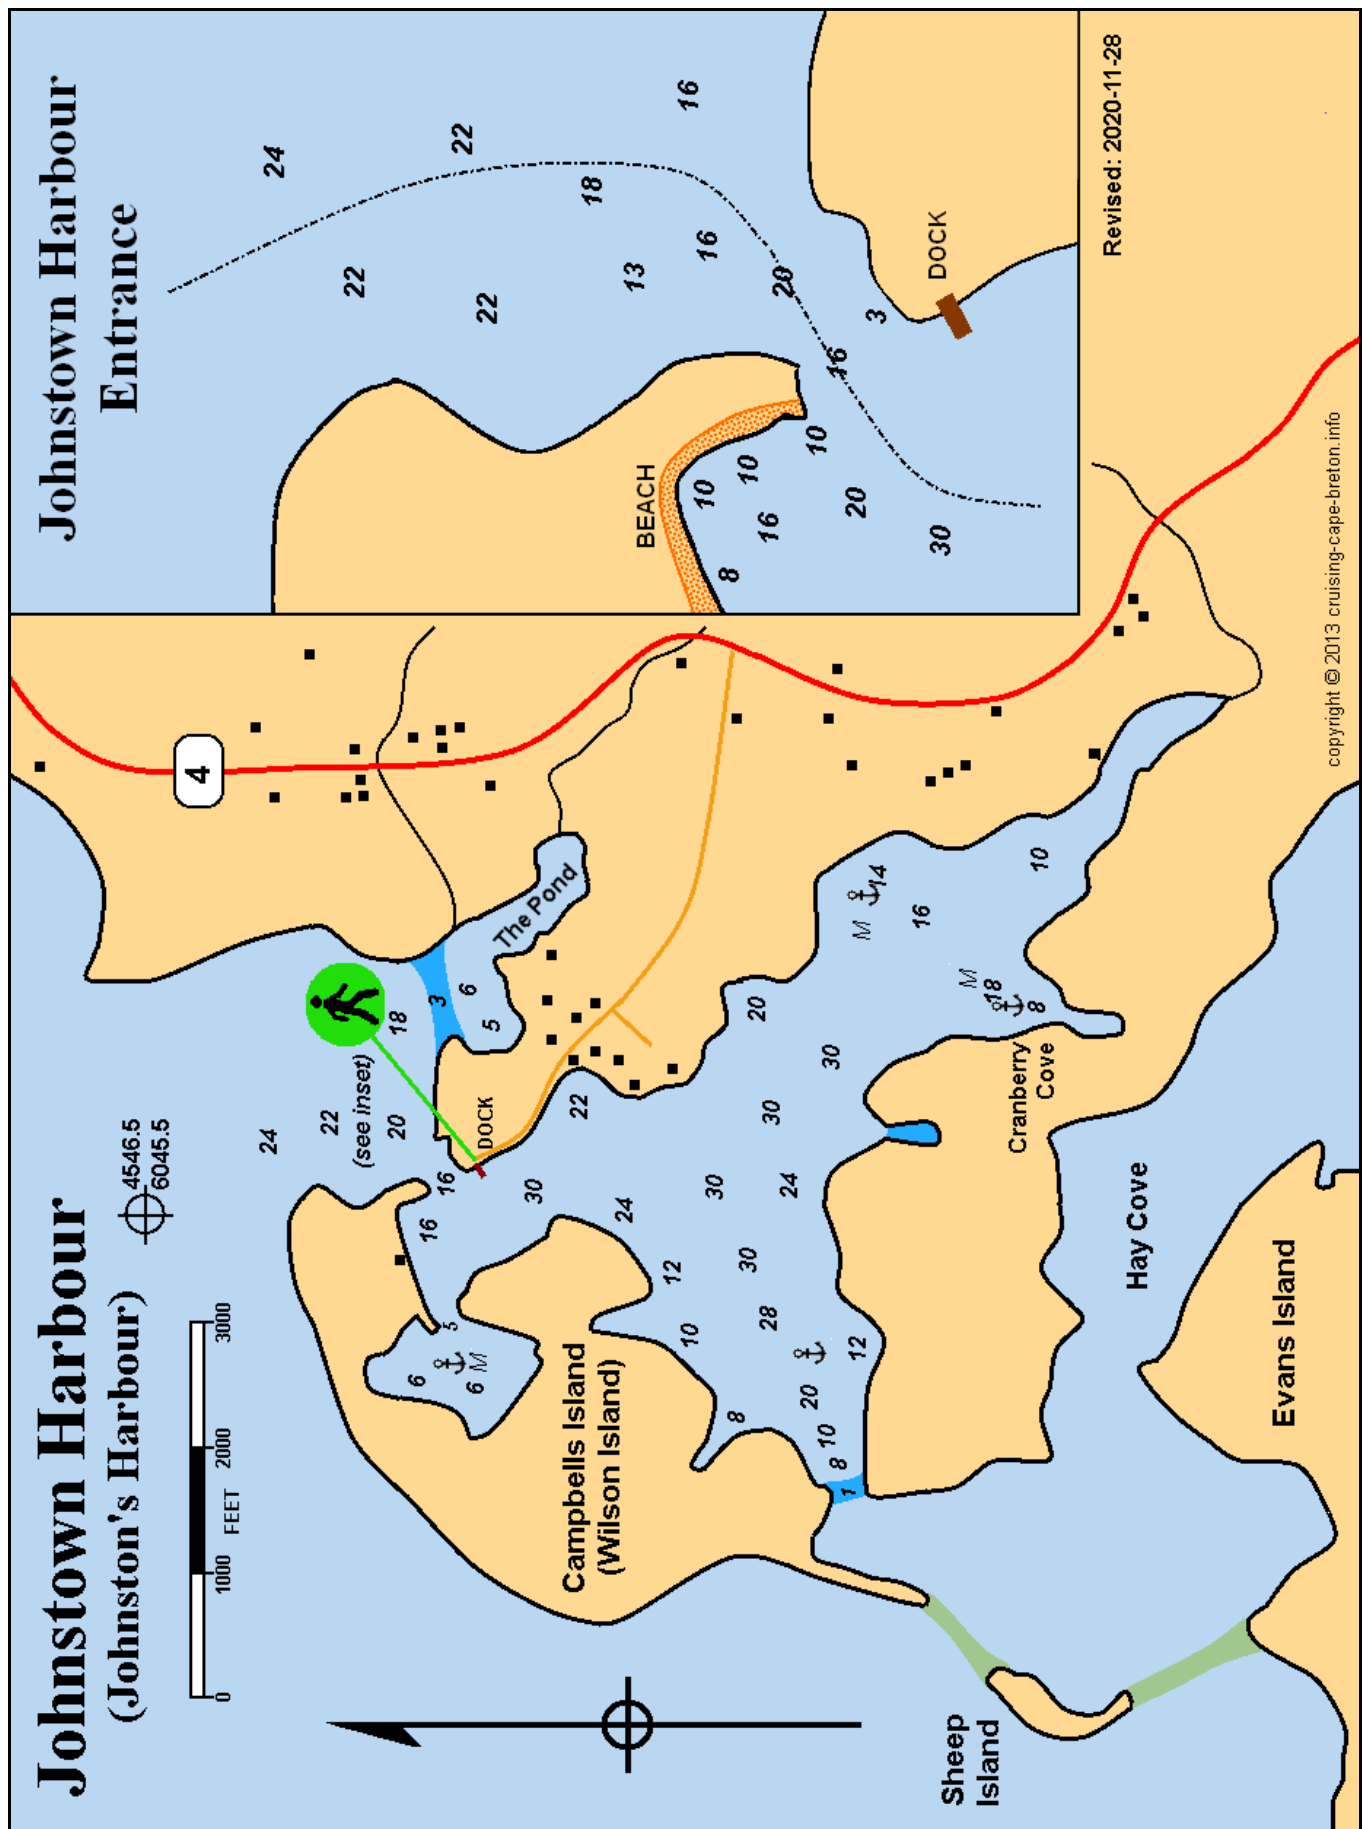 Johnstown Harbour
(Johnston's Harbour)
0
1000
2000
3000
FEET
4546.5
6045.5
Johnstown Harbour
Entrance
24
22
22
22
16
18
13
16
20
16
3
DOCK
BEACH
10
10
10
16
8
20
30
Revised: 2020-11-28
4
24
22
(see inset)
20
18
3
6
5
The Pond
DOCK
16
16
22
30
5
6
6
M
24
12
10
8
Campbells Island
(Wilson Island)
30
30
28
24
30
30
20
20
12
10
8
1
M
14
16
10
M
18
8
Cranberry
Cove
Hay Cove
Evans Island
Sheep
Island
copyright © 2013 cruising-cape-breton.info